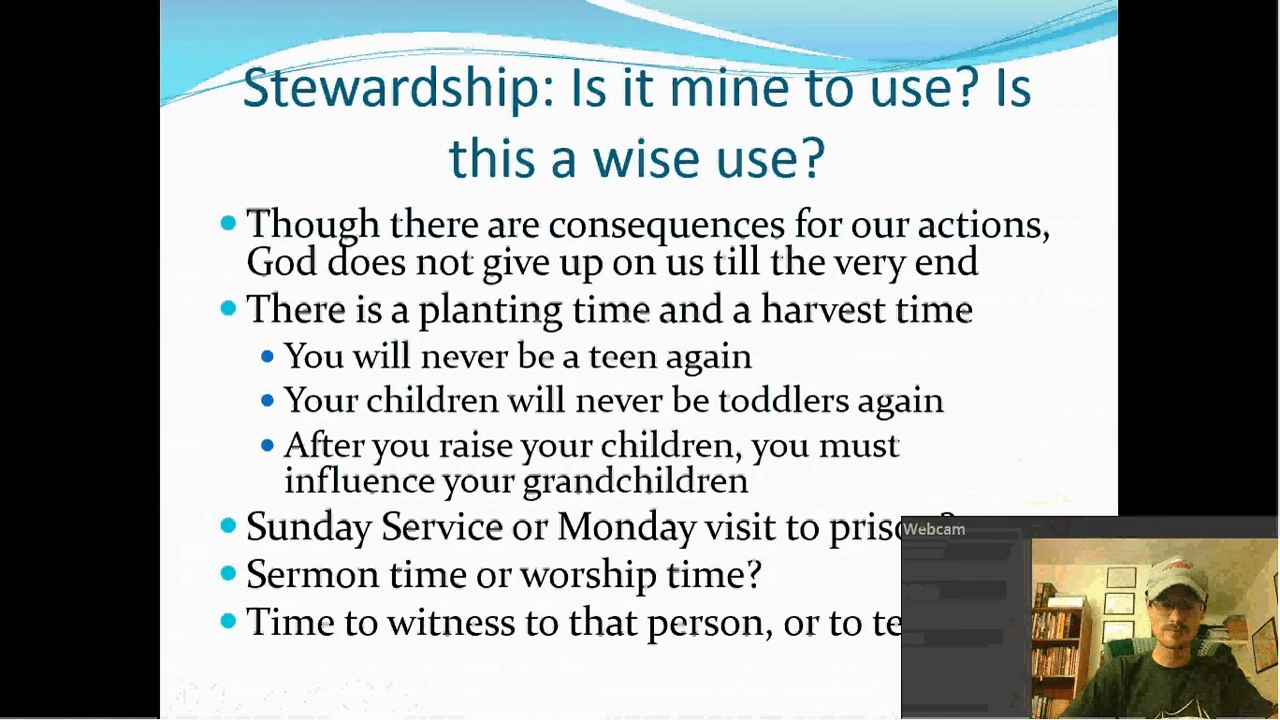 Stewardship: Is it mine to use? Is
this a wise use?
Though there are consequences for our actions,
God does not give up on us till the very end
There is a planting time and a harvest time
You will never be a teen again
Your children will never be toddlers again
After you raise your children, you must
influence your grandchildren
Sunday Service or Monday visit to
Sermon time or worship time?
Time to witness to that person, or to
Webcam